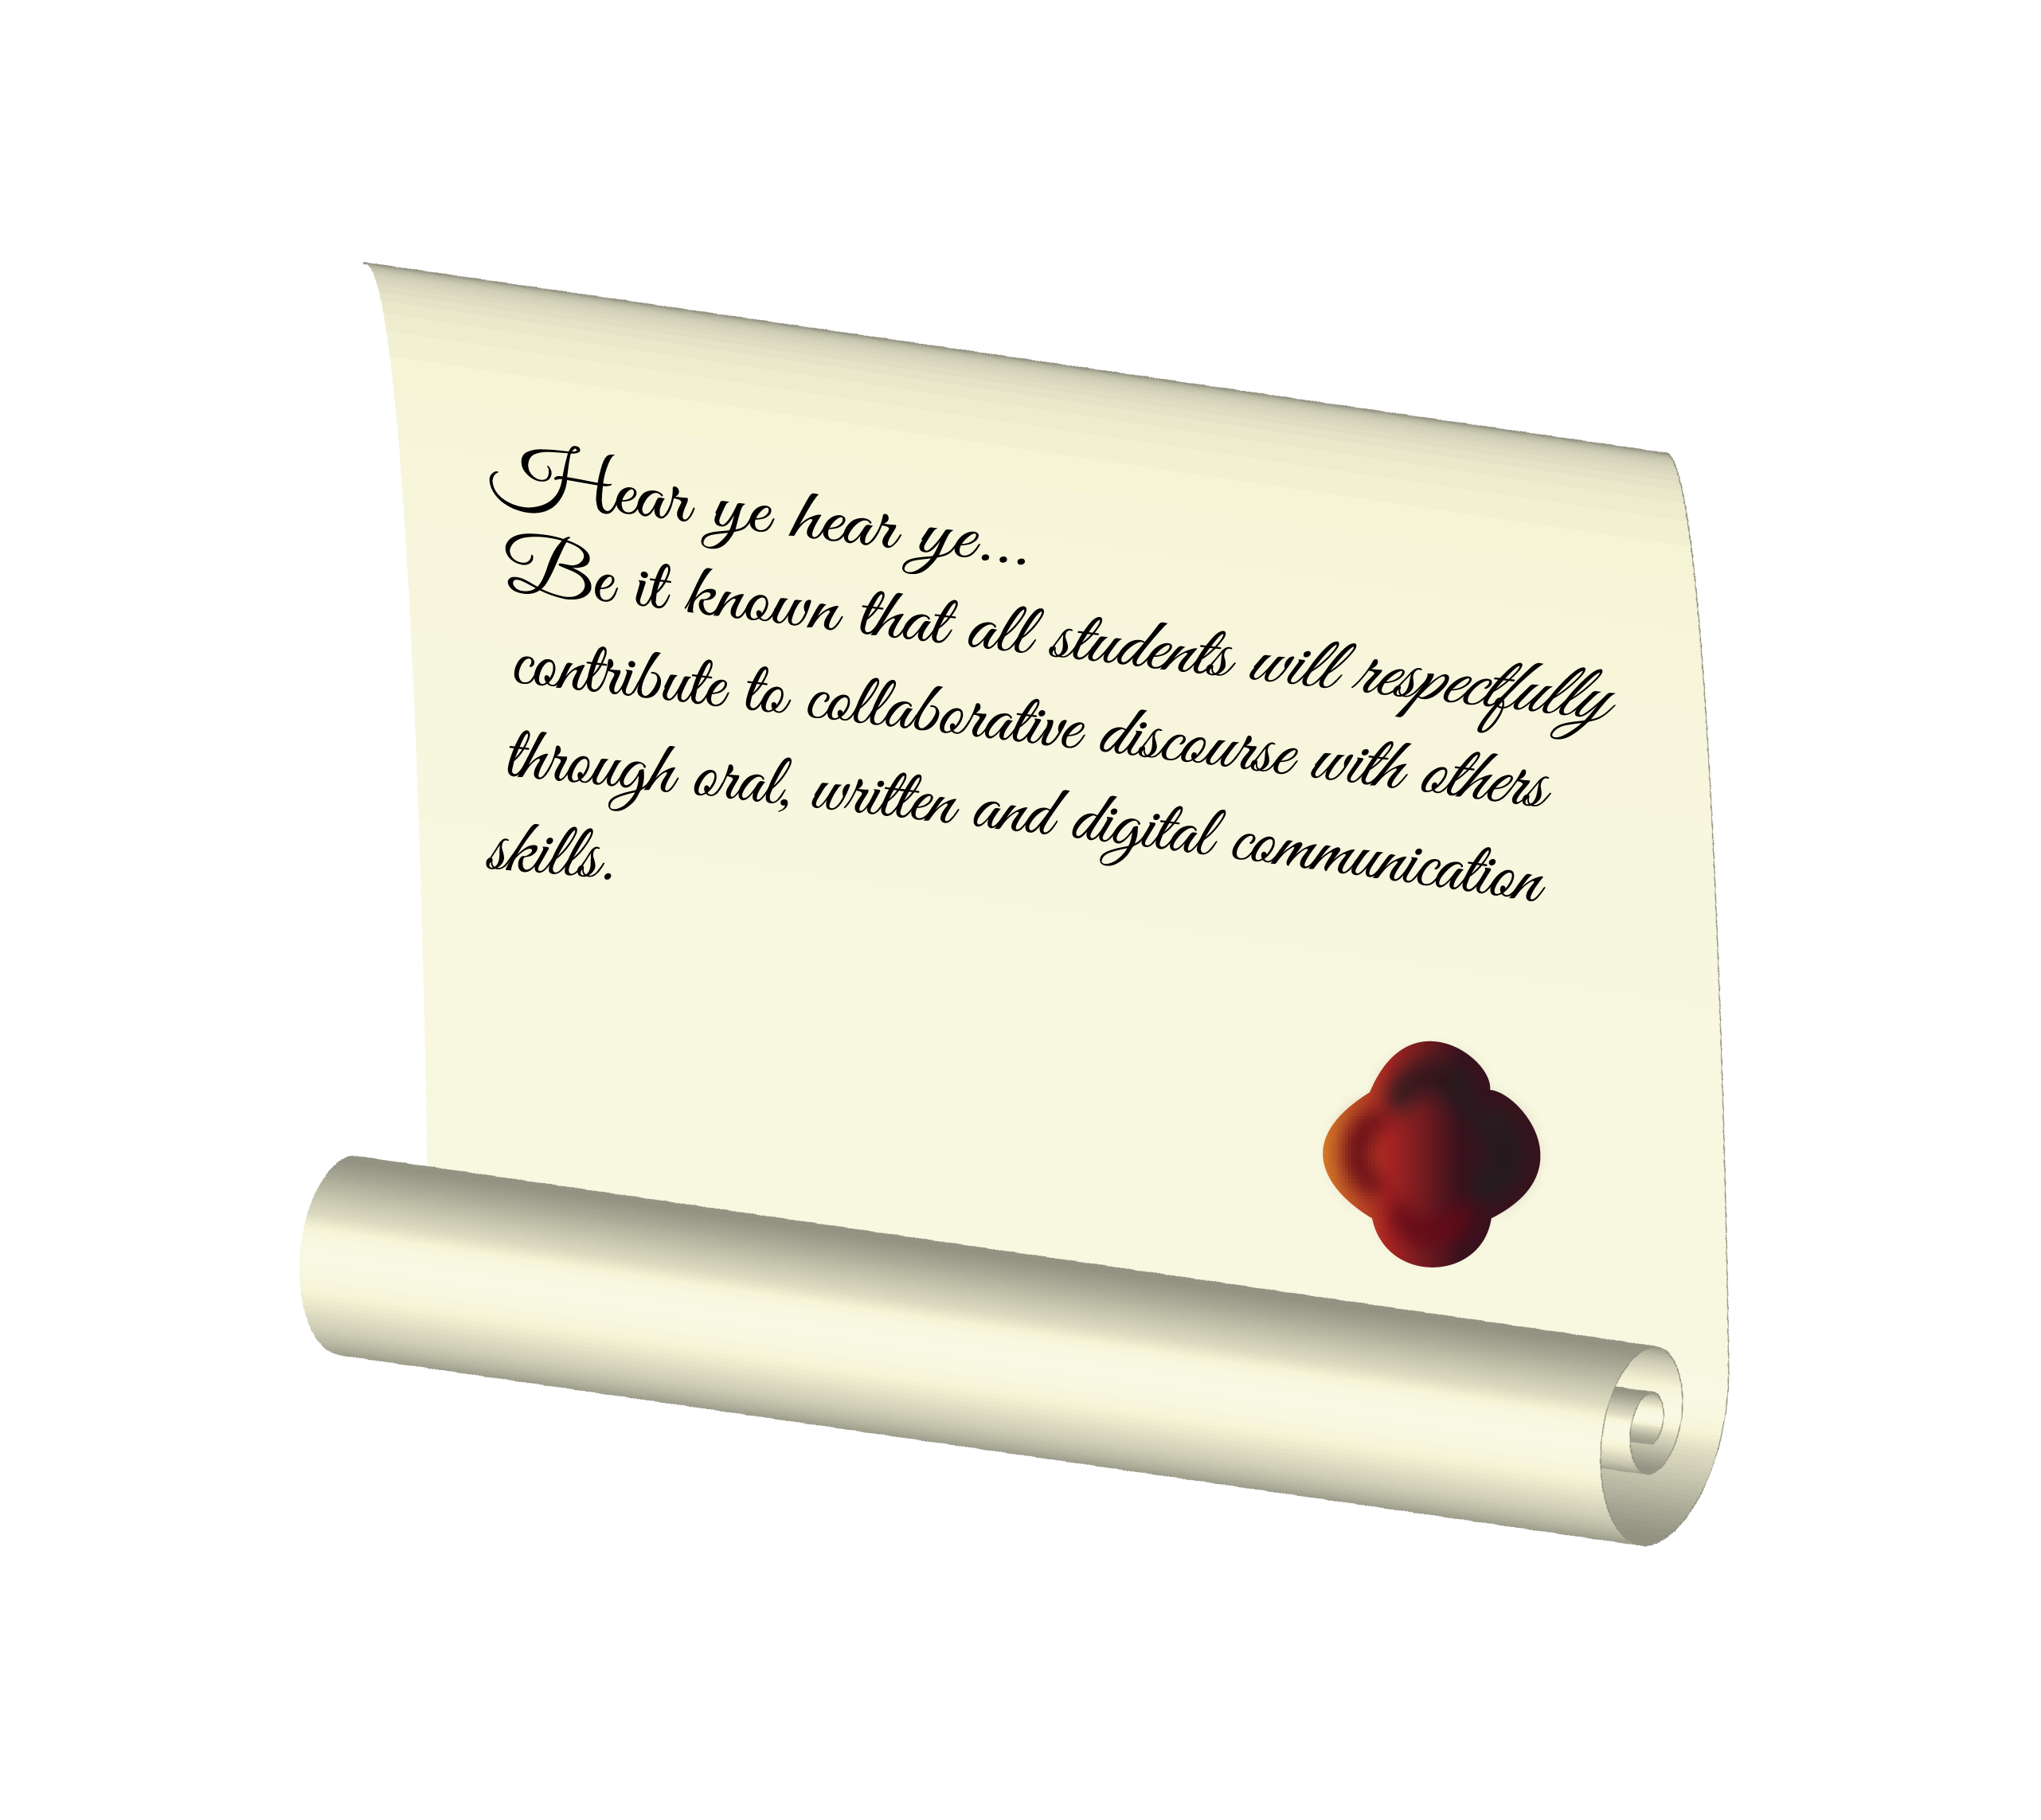 Hear ye hear ye...
Be it known that all students will respectfully
contribute to collaborative discourse with others
through oral, written and digital communication
skills.